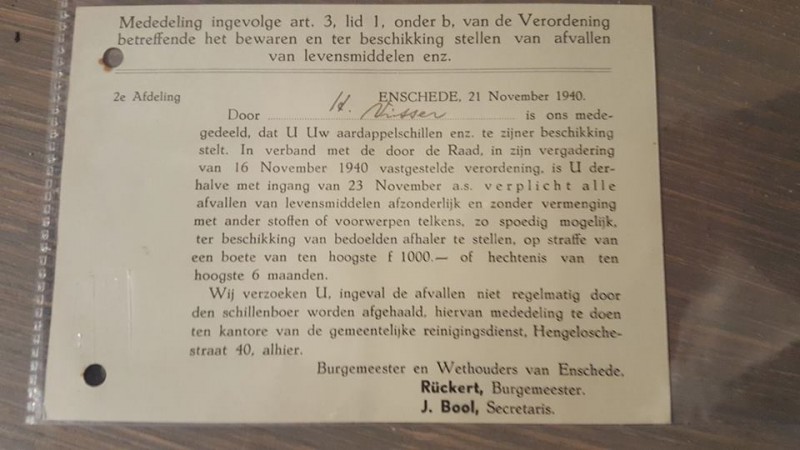 Mededeling ingevolge art. 3, lid 1, onder b, van de Verordening
betreffende het bewaren en ter beschikking stellen van afvallen
van levensmiddelen enz.
2e Afdeling ENSCHEDE, 21 November 1940.
Door H. Visser is ons mede-
gedeeld, dat U Uw aardappelschillen enz. te zijner beschikking
stelt. In verband met de door de Raad, in zijn vergadering
van 16 November 1940 vastgestelde verordening, is U der-
halve met ingang van 23 November a.s. verplicht alle
afvallen van levensmiddelen afzonderlijk en zonder vermenging
met ander stoffen of voorwerpen telkens, zo spoedig mogelijk,
ter beschikking van bedoelden afhaler te stellen, op straffe van
een boete van ten hoogste f 1000.— of hechtenis van ten
hoogste 6 maanden.
Wij verzoeken U, ingeval de afvallen niet regelmatig door
den schillenboer worden afgehaald, hiervan mededeling te doen
ten kantore van de gemeentelijke reinigingsdienst, Hengelosche-
straat 40, alhier.
Burgemeester en Wethouders van Enschede,
Rückert, Burgemeester.
J. Bool, Secretaris.